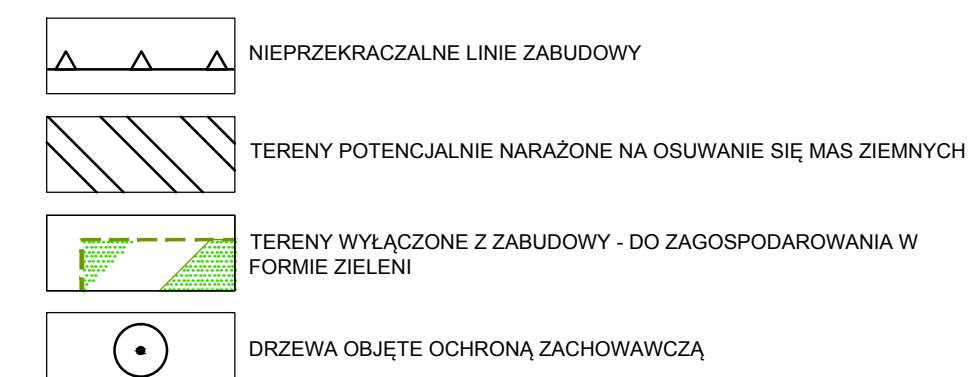 NIEPRZEKRACZALNE LINIE ZABUDOWY
TERENY POTENCJALNIE NARAŻONE NA OSUWANIE SIĘ MAS ZIEMNYCH
TERENY WYŁĄCZONE Z ZABUDOWY - DO ZAGOSPODAROWANIA W
FORMIE ZIELENI
DRZEWA OBJĘTE OCHRONĄ ZACHOWAWCZĄ